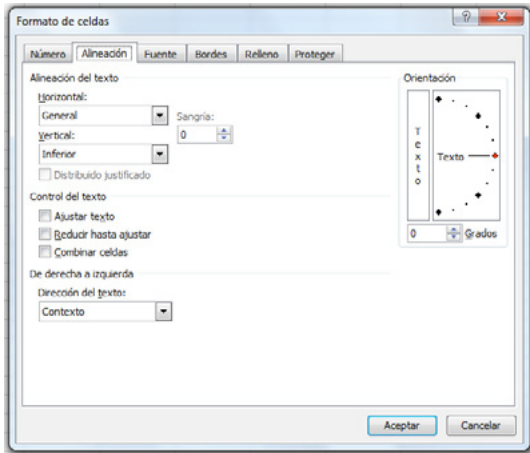 Formato de celdas
Número Alineación Fuente Bordes Relleno Proteger
Alineación del texto
Horizontal:
General
Sangría:
Vertical:
0
Inferior
Distribuido justificado
Control del texto
Ajustar texto
Reducir hasta ajustar
Combinar celdas
De derecha a izquierda
Dirección del texto:
Contexto
Orientación
Texto
Texto
0 Grados
Aceptar Cancelar